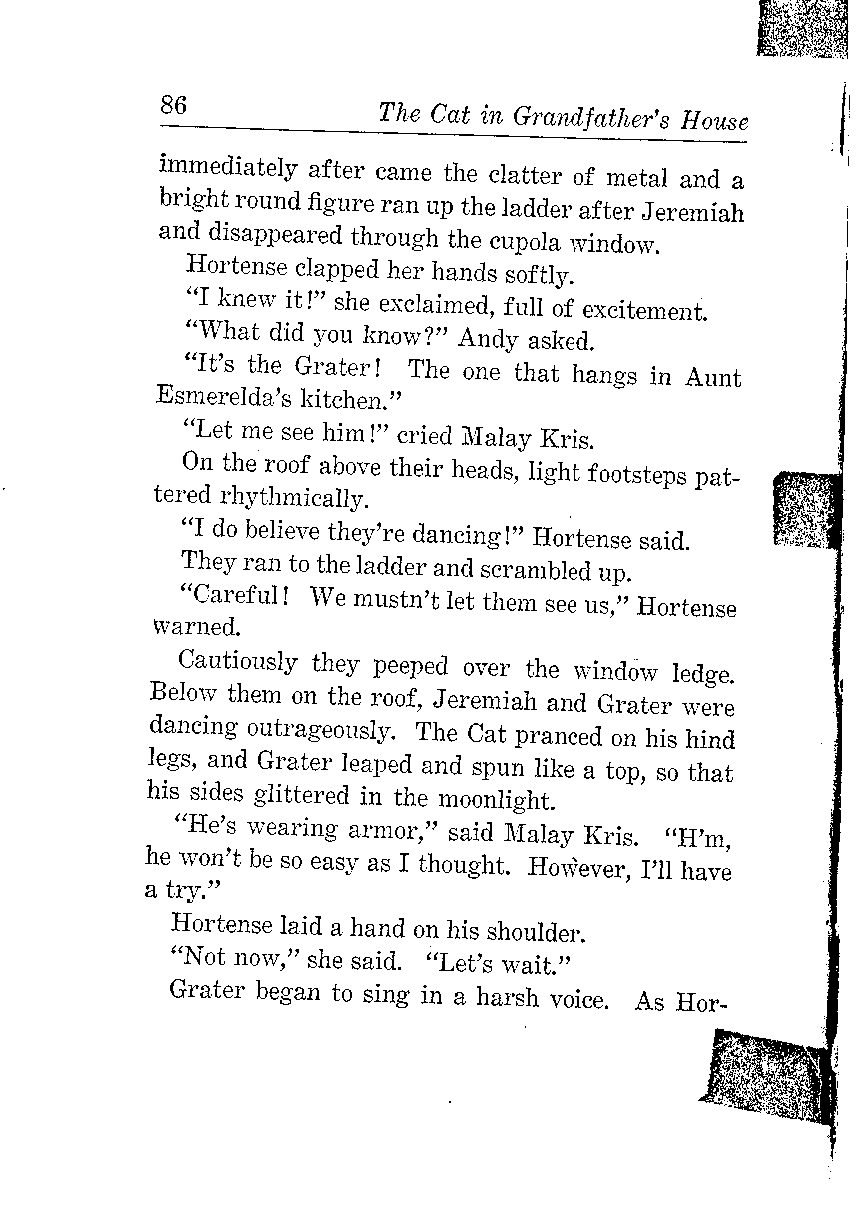 86 The Cat in Grandfather's House
immediately after came the clatter of metal and a
bright round figure ran up the ladder after Jeremiah
and disappeared through the cupola window.
Hortense clapped her hands softly.
“I knew it!” she exclaimed, full of excitement.
“What did you know?” Andy asked.
“It's the Grater! The one that hangs in Aunt
Esmerelda's kitchen.”
“Let me see him!” cried Malay Kris.
On the roof above their heads, light footsteps pat-
tered rhythmically.
“I do believe they're dancing!” Hortense said.
They ran to the ladder and scrambled up.
“Careful! We mustn't let them see us,” Hortense
warned.
Cautiously they peeped over the window ledge.
Below them on the roof, Jeremiah and Grater were
dancing outrageously. The Cat pranced on his hind
legs, and Grater leaped and spun like a top, so that
his sides glittered in the moonlight.
“He's wearing armor,” said Malay Kris. “H'm,
he won't be so easy as I thought. However, I'll have
a try.”
Hortense laid a hand on his shoulder.
“Not now,” she said. “Let's wait.”
Grater began to sing in a harsh voice. As Hor-